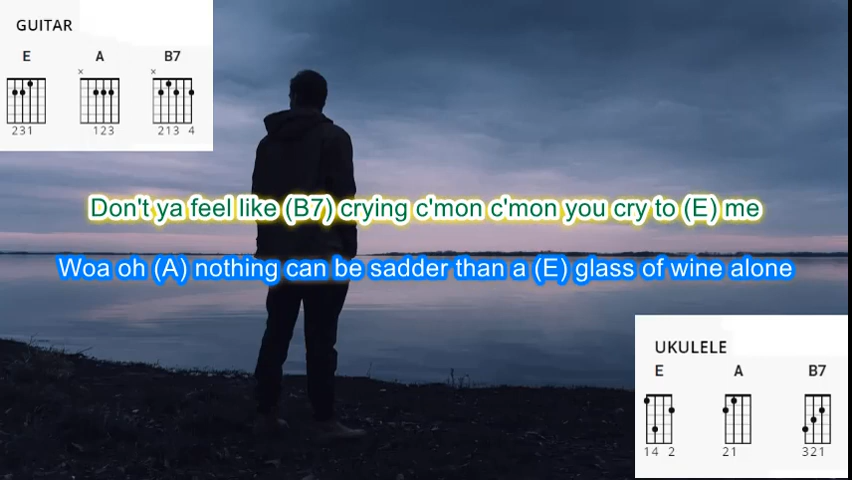 GUITAR
E A B7
× ×
231 123 213 4
Don't ya feel like (B7) crying c'mon c'mon you cry to (E) me
Woa oh (A) nothing can be sadder than a (E) glass of wine alone
UKULELE
E A B7
14 2 21 321